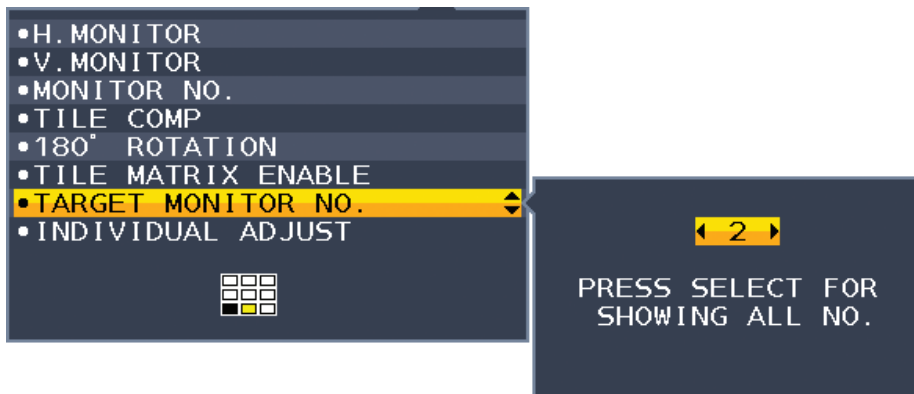 •H.MONITOR
•V.MONITOR
•MONITOR NO.
•TILE COMP
•180° ROTATION
•TILE MATRIX ENABLE
•TARGET MONITOR NO.
•INDIVIDUAL ADJUST
2
PRESS SELECT FOR
SHOWING ALL NO.